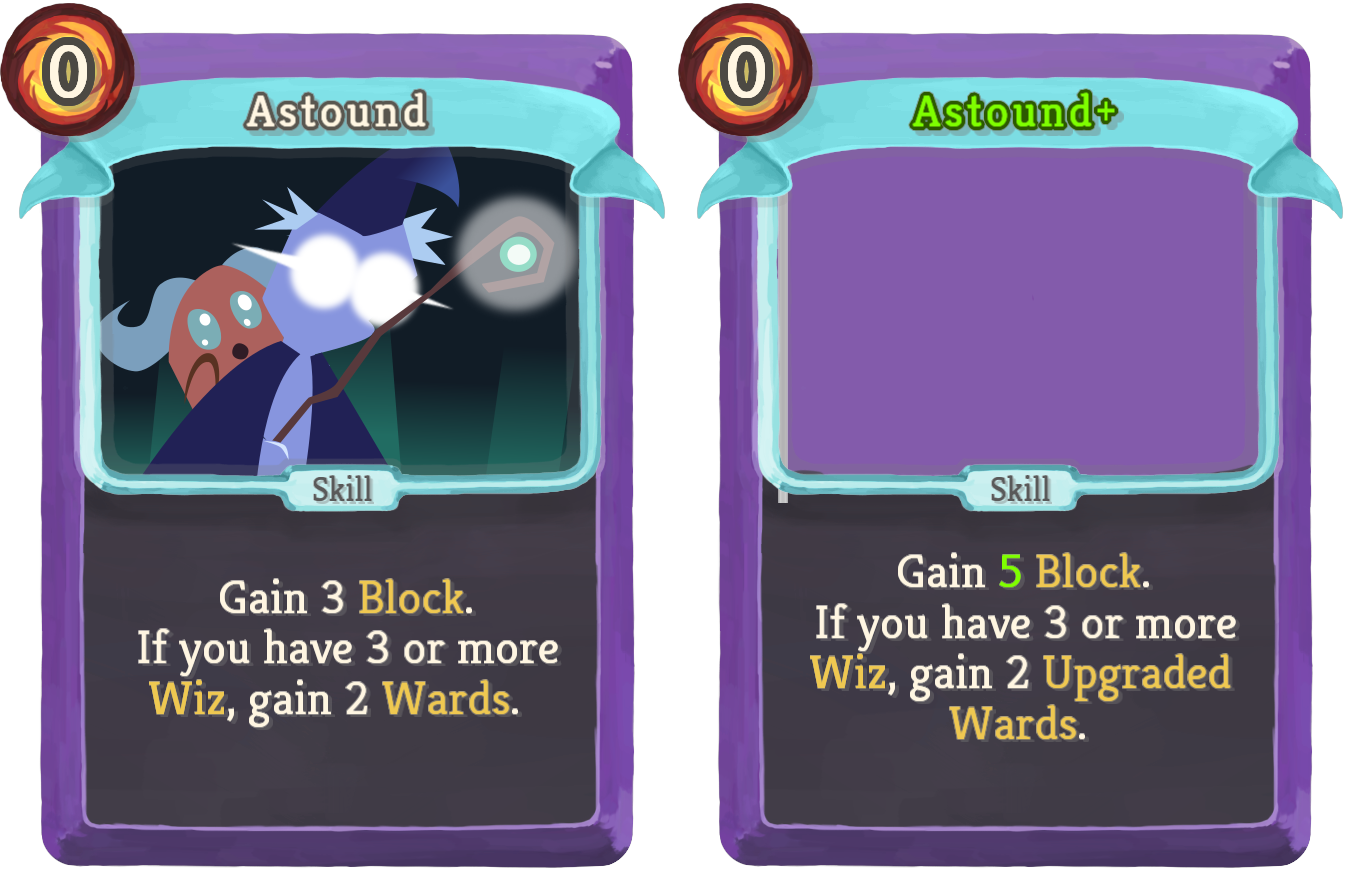 0
Astound
Skill
Gain 3 Block.
If you have 3 or more
Wiz, gain 2 Wards.
0
Astound+
Skill
Gain 5 Block.
If you have 3 or more
Wiz, gain 2 Upgraded
Wards.